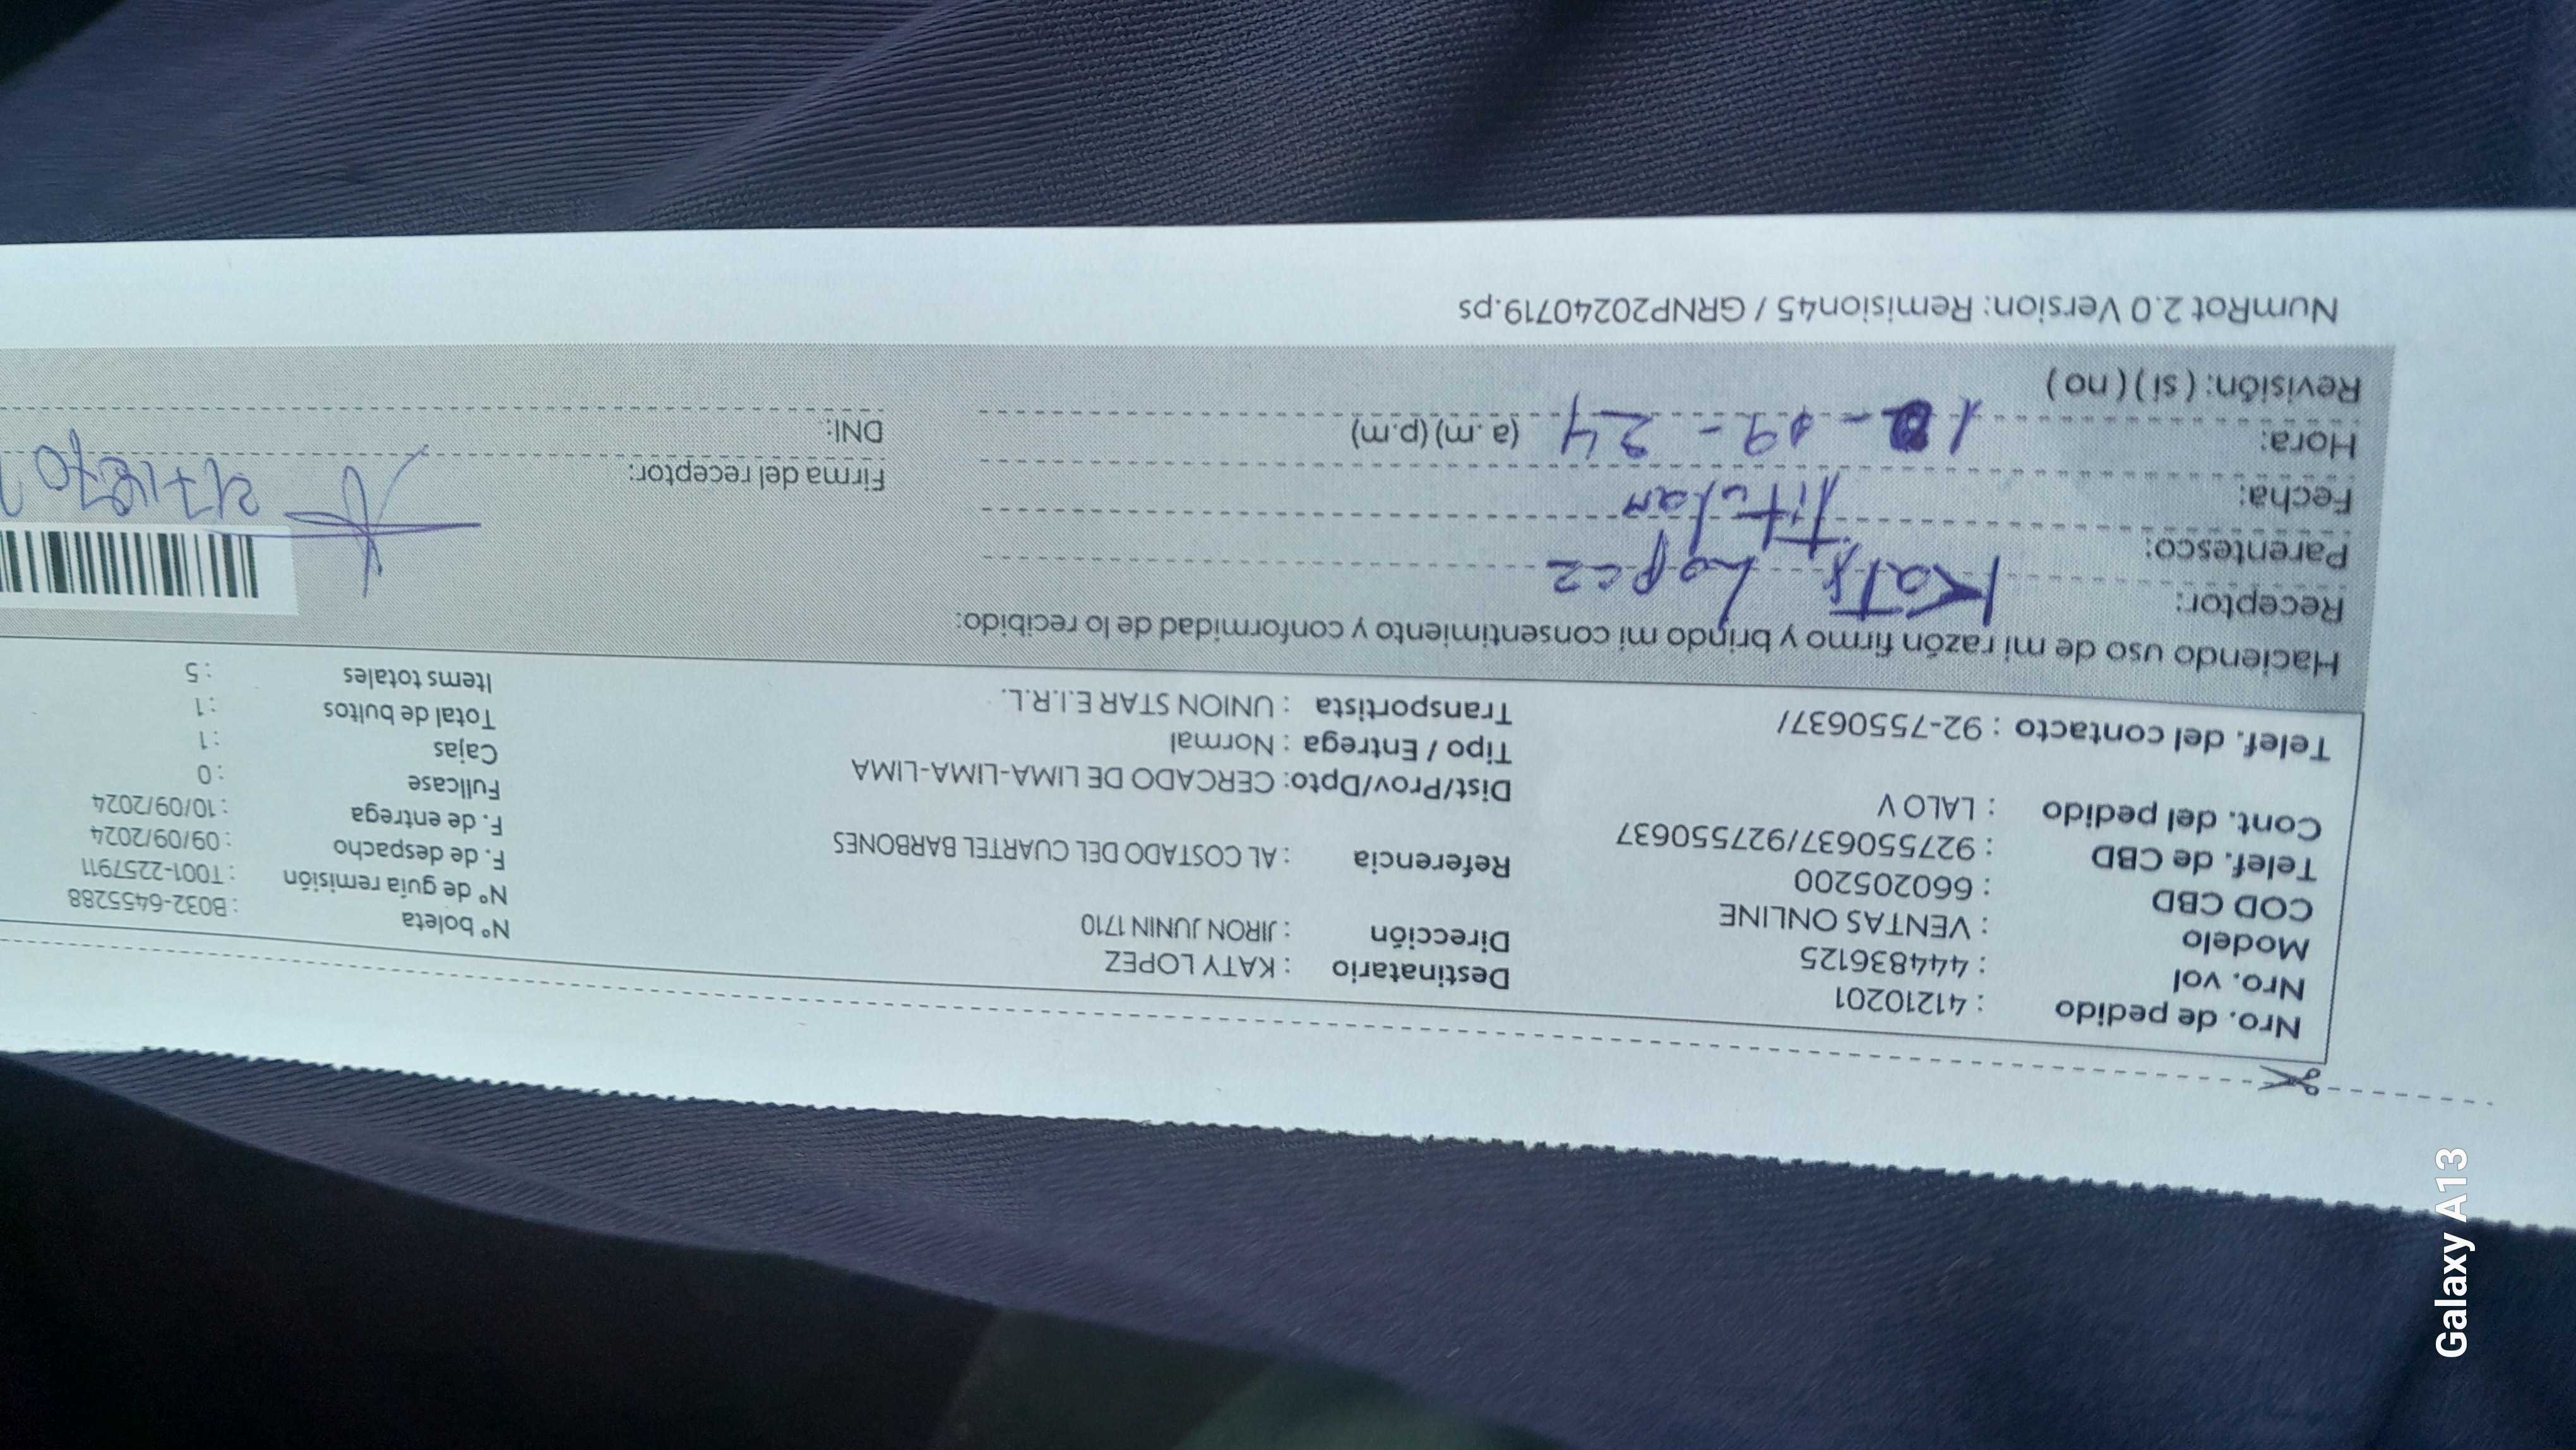 Nro. de pedido : 41210201
Nro. vol : 444836125
Modelo : VENTAS ONLINE
COD CBD : 660205200
Telef. de CBD : 927550637/927550637
Cont. del pedido : LALO V
Telef. del contacto : 92-7550637/
Destinatario : KATY LOPEZ
Dirección : JIRON JUNIN 1710
Referencia : AL COSTADO DEL CUARTEL BARBONES
Dist/Prov/Dpto: CERCADO DE LIMA-LIMA-LIMA
Tipo / Entrega : Normal
Transportista : UNION STAR E.I.R.L.
Nº boleta : B032-6455288
Nº de guía remisión : T001-2257911
F. de despacho : 09/09/2024
F. de entrega : 10/09/2024
Fullcase : 0
Cajas : 1
Total de bultos : 1
Items totales : 5
Haciendo uso de mi razón firmo y brindo mi consentimiento y conformidad de lo recibido:
Receptor: Katy Lopez
Parentesco: Titular
Fecha:
Hora: 10-09-24 (a.m) (p.m)
Revisión: ( si ) ( no )
Firma del receptor:
DNI:
NumRot 2.0 Version: Remision45 / GRNP20240719.ps
Galaxy A13